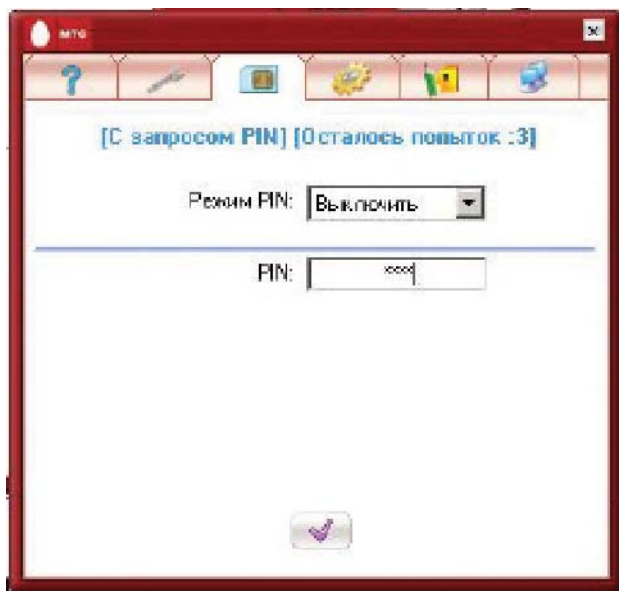 МТС
[С запросом PIN] [Осталось попыток :3]
Режим PIN: Выключить
PIN: ××××